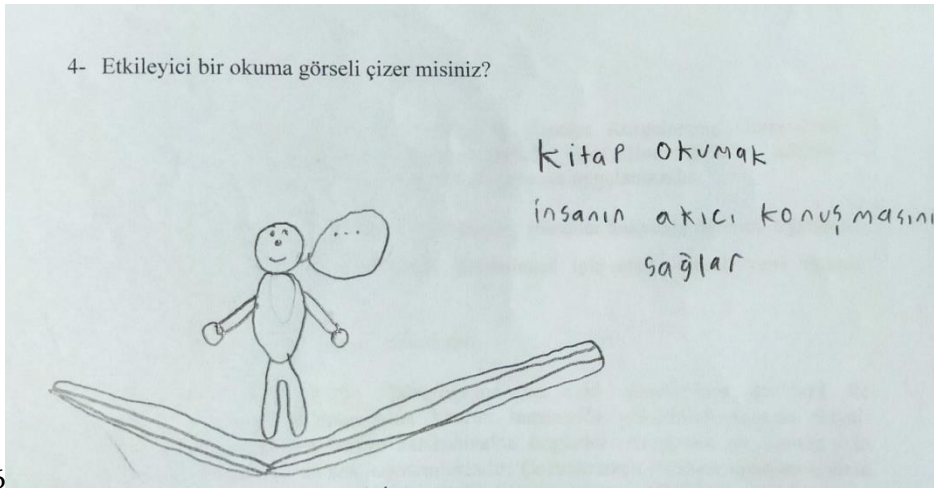 4- Etkileyici bir okuma görseli çizer misiniz?
kitap okumak
insanın akıcı konuşmasını
sağlar
...